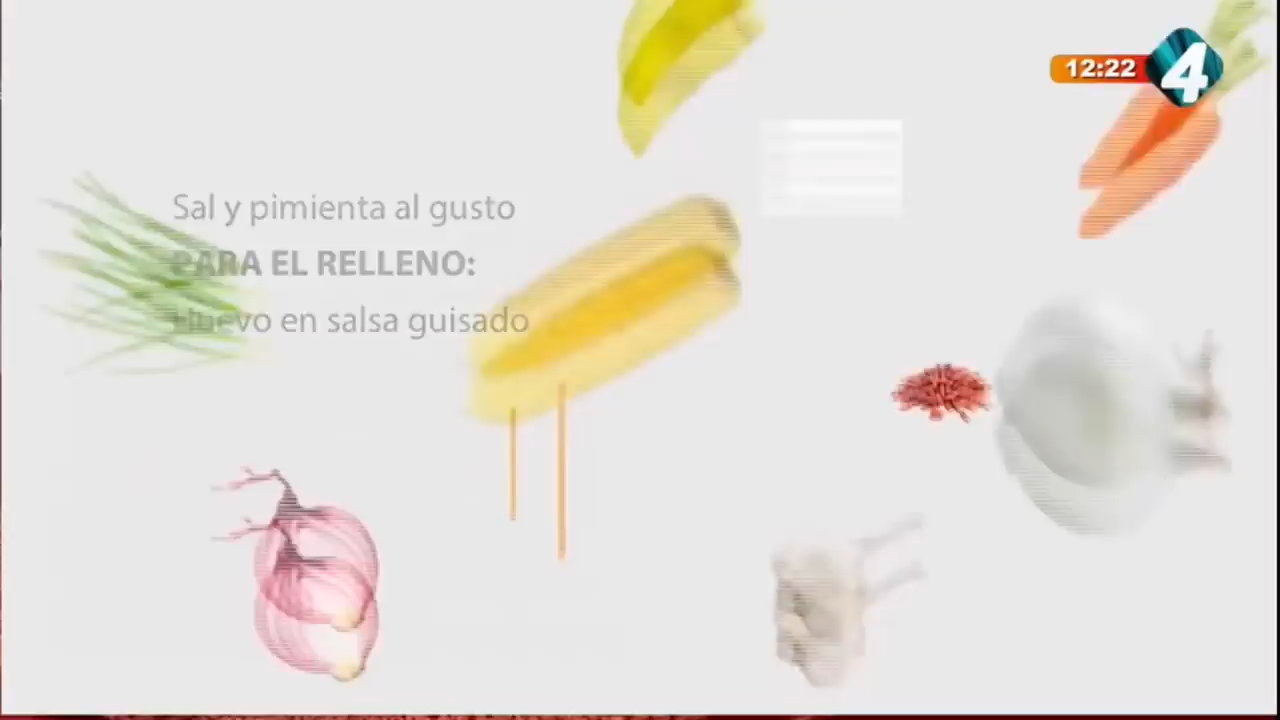 12:22
4
Sal y pimienta al gusto
PARA EL RELLENO:
Huevo en salsa guisado